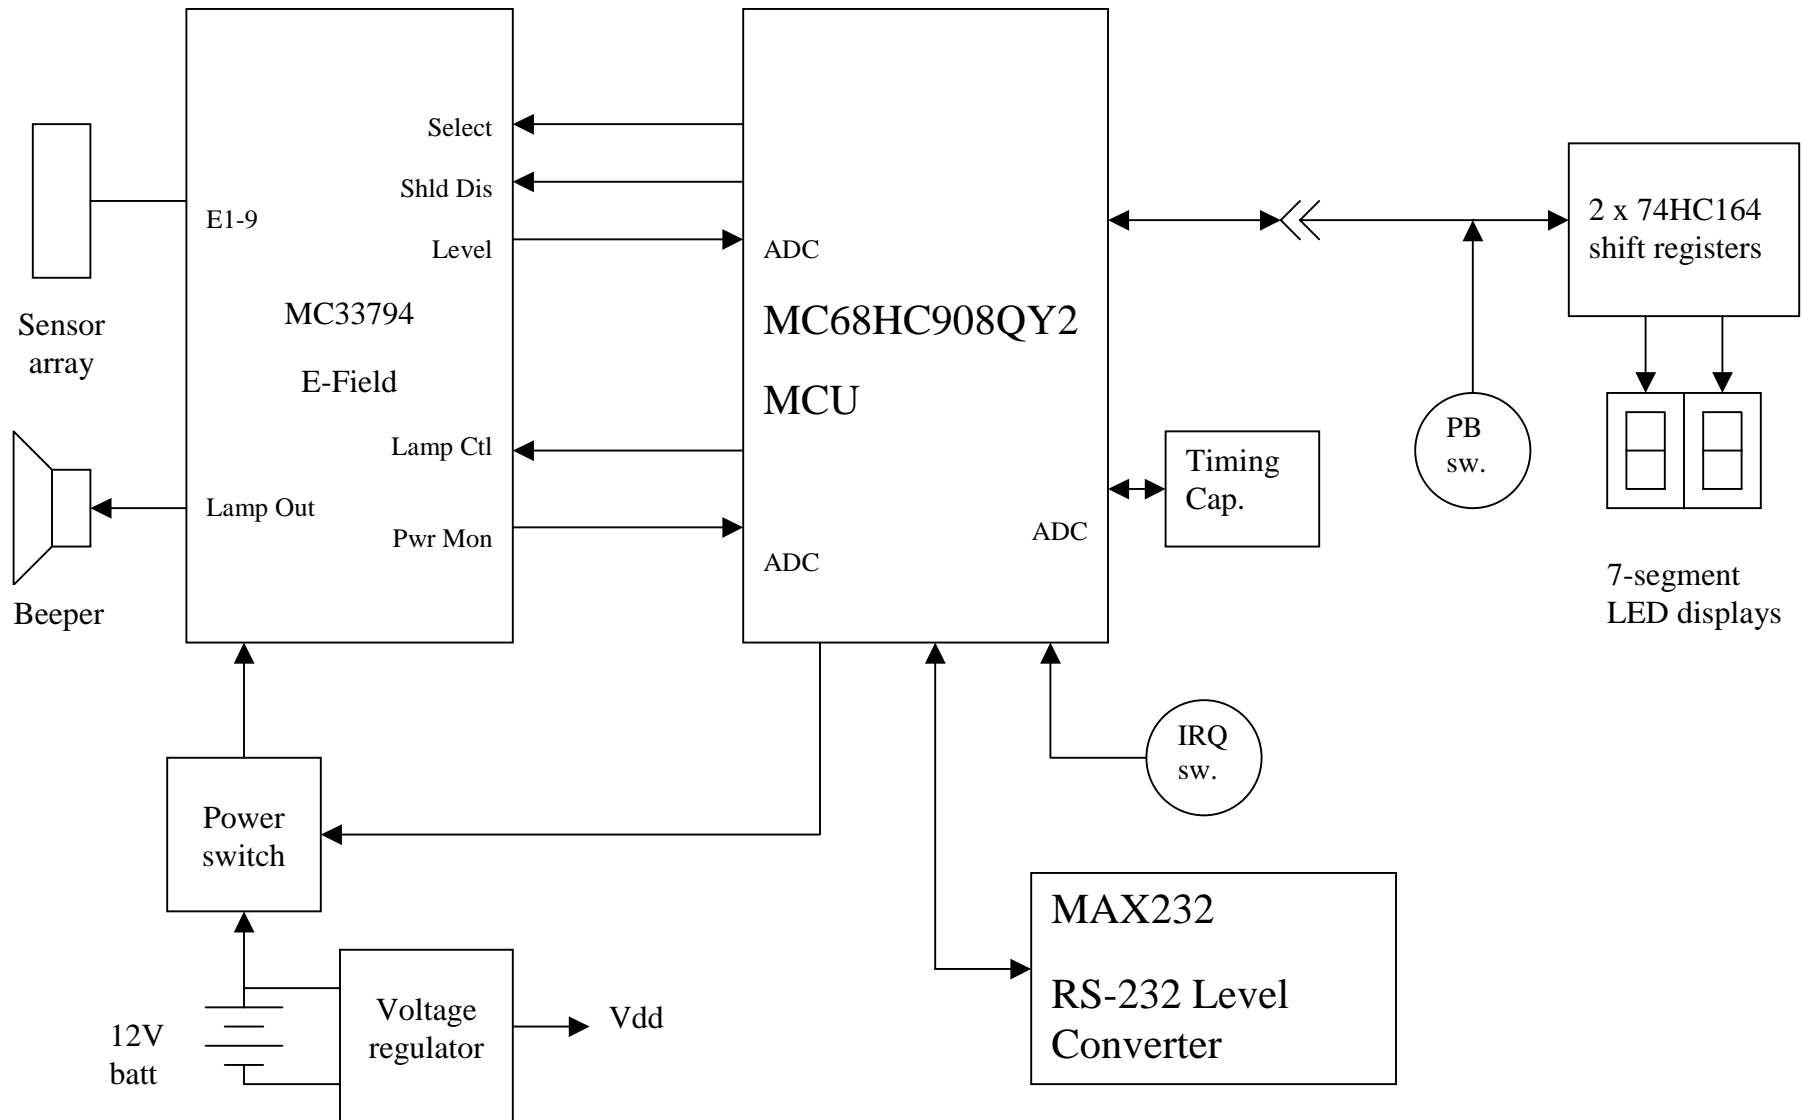 Select
Shld Dis
E1-9
Level
ADC
MC33794
E-Field
MC68HC908QY2
MCU
Lamp Ctl
Lamp Out
Pwr Mon
ADC
ADC
Sensor
array
Beeper
2 x 74HC164
shift registers
PB
sw.
Timing
Cap.
7-segment
LED displays
IRQ
sw.
Power
switch
MAX232
RS-232 Level
Converter
12V
batt
Voltage
regulator
Vdd